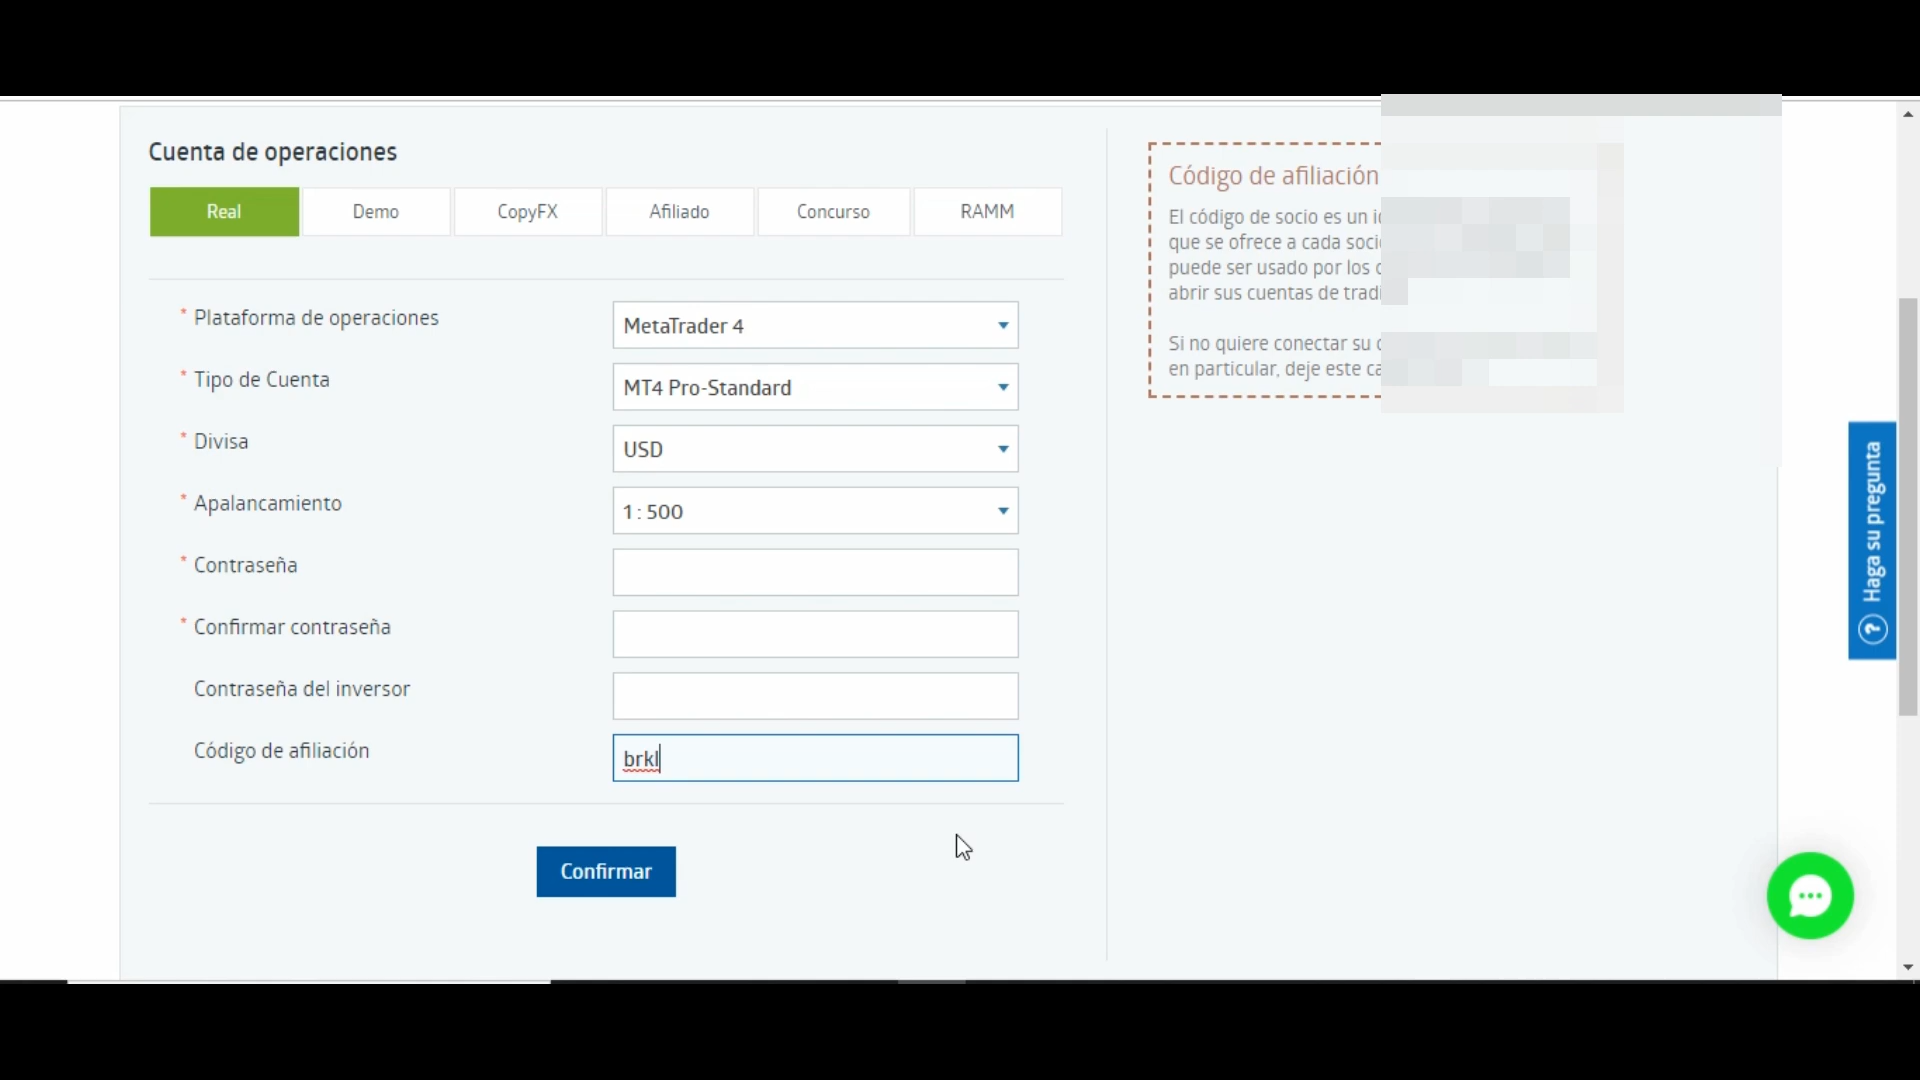 Cuenta de operaciones
Real
Demo
CopyFX
Afiliado
Concurso
RAMM
* Plataforma de operaciones
MetaTrader 4
* Tipo de Cuenta
MT4 Pro-Standard
* Divisa
USD
* Apalancamiento
1 : 500
* Contraseña
* Confirmar contraseña
Contraseña del inversor
Código de afiliación
brkl
Confirmar
Código de afiliación
El código de socio es un
que se ofrece a cada
puede ser usado por los
abrir sus cuentas de
Si no quiere conectar su
en particular, deje este
Haga su pregunta